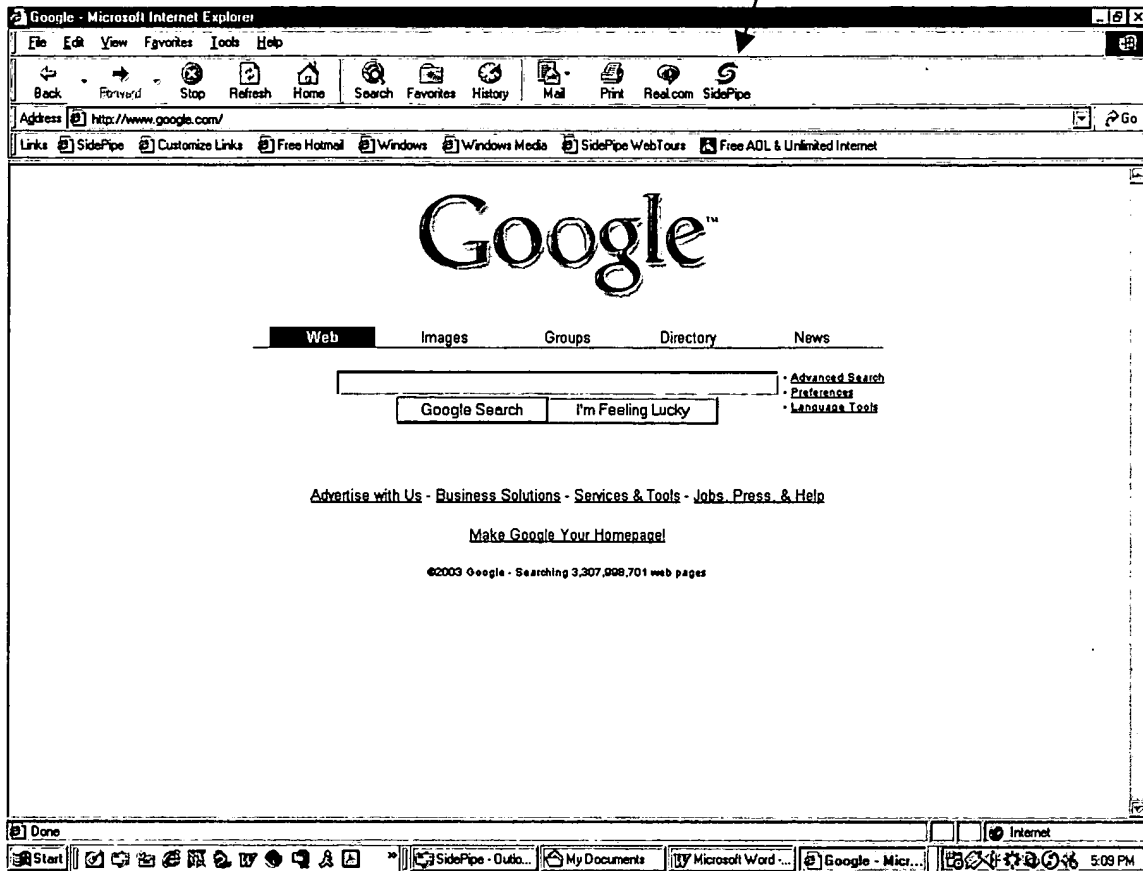 Google - Microsoft Internet Explorer
File Edit View Favorites Tools Help
Back Forward Stop Refresh Home Search Favorites History Mail Print Real.com SidePipe
Address http://www.google.com/ Go
Links SidePipe Customize Links Free Hotmail Windows Windows Media SidePipe WebTours Free AOL & Unlimited Internet
Google™
Web Images Groups Directory News
• Advanced Search
• Preferences
• Language Tools
Google Search I'm Feeling Lucky
Advertise with Us - Business Solutions - Services & Tools - Jobs, Press, & Help
Make Google Your Homepage!
©2003 Google - Searching 3,307,998,701 web pages
Done Internet
Start SidePipe - Outlo... My Documents Microsoft Word -... Google - Micr... 5:09 PM